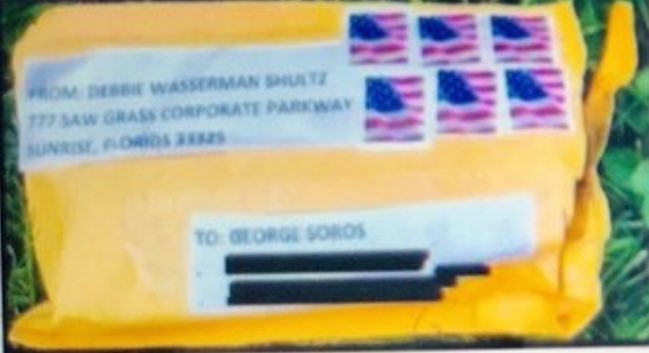 FROM: DEBBIE WASSERMAN SHULTZ
777 SAW GRASS CORPORATE PARKWAY
SUNRISE, FLORIDS 33325
TO: GEORGE SOROS